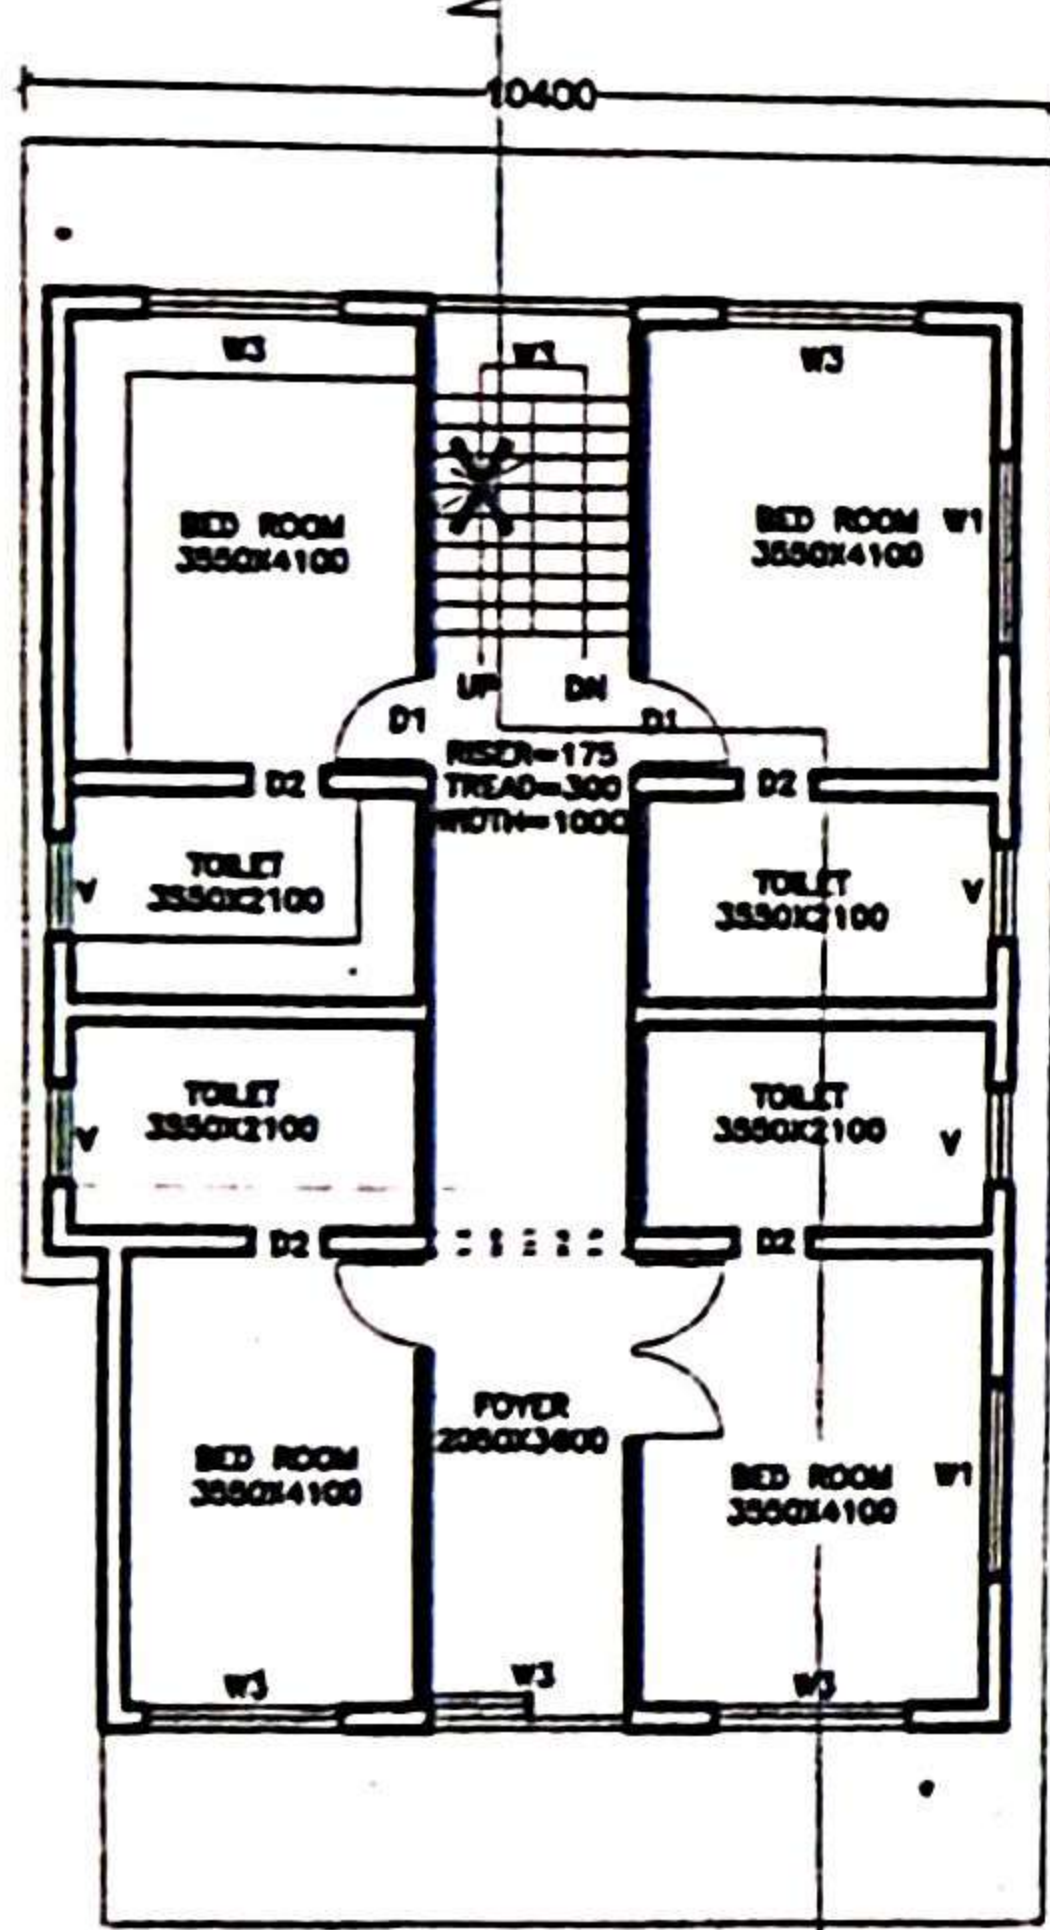 10400
W3
W3
W3
BED ROOM
3550X4100
BED ROOM
3550X4100
W1
UP
DN
D1
D1
RISER=175
TREAD=300
WIDTH=1000
D2
D2
TOILET
3550X2100
V
TOILET
3550X2100
V
TOILET
3550X2100
V
TOILET
3550X2100
V
D2
D2
FOYER
BED ROOM
3550X4100
BED ROOM
3550X4100
W1
W3
W3
W3